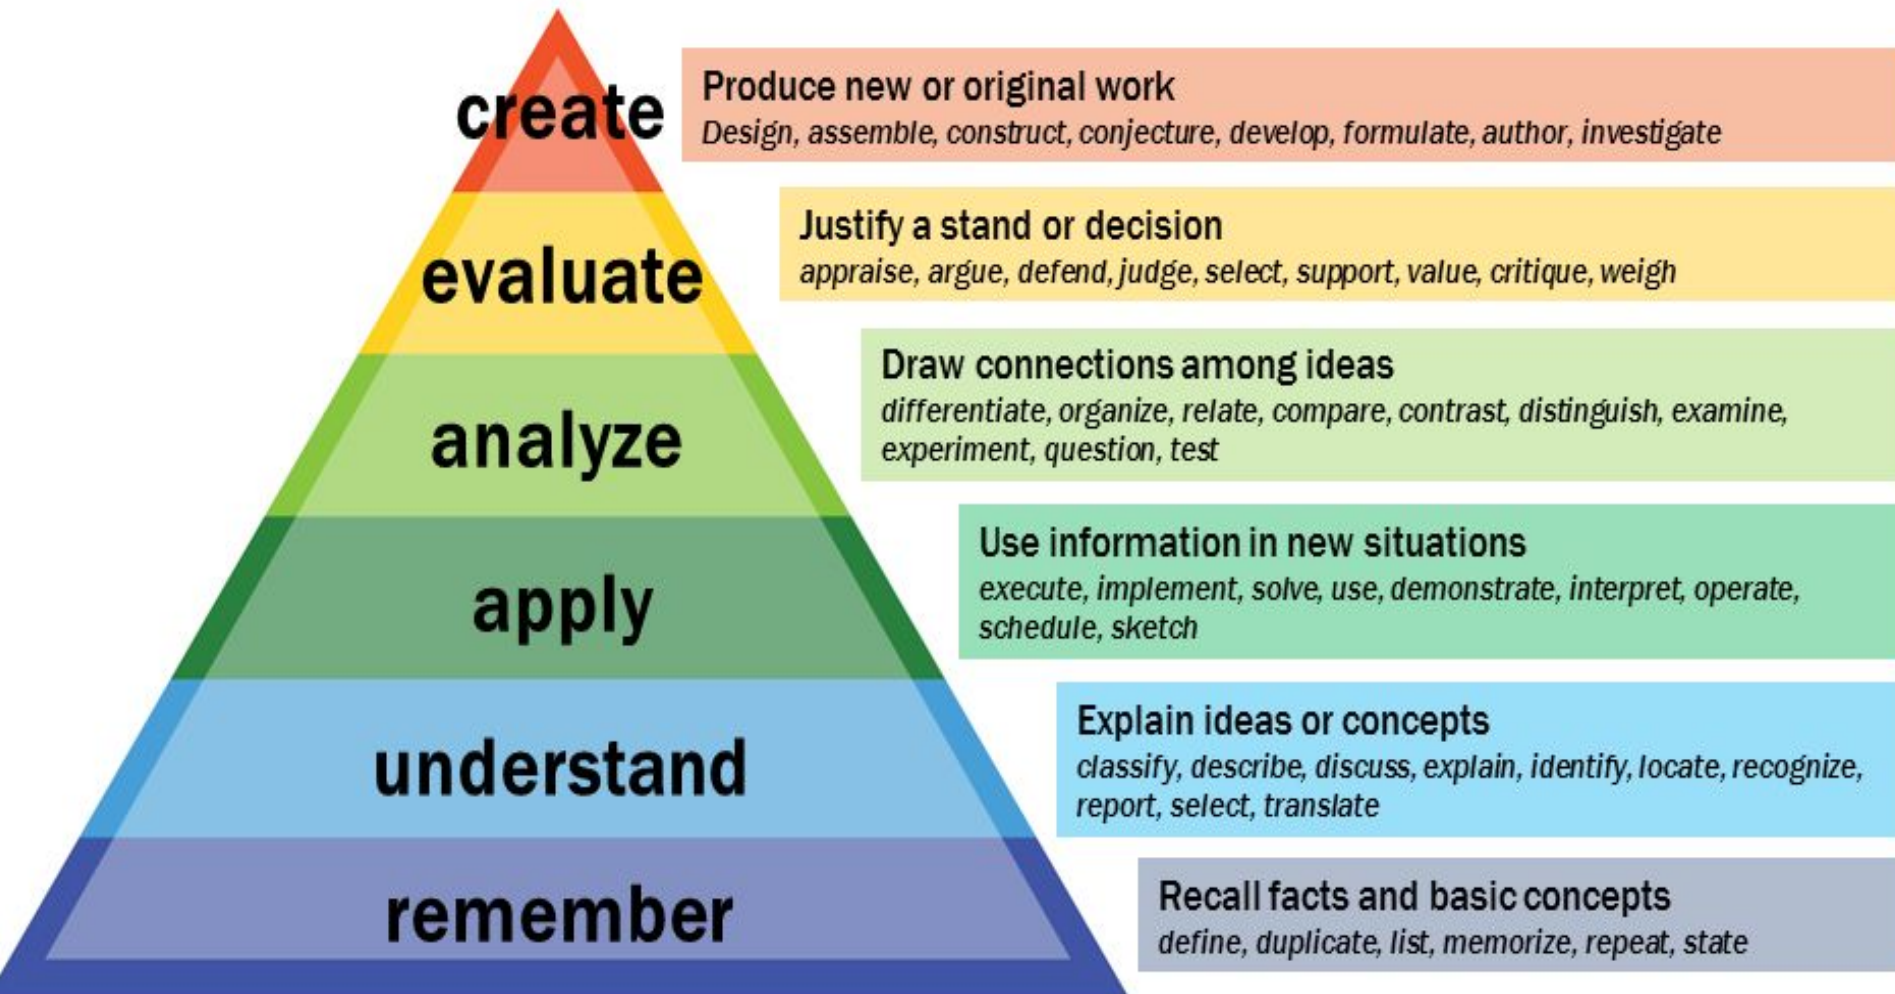 create
Produce new or original work
Design, assemble, construct, conjecture, develop, formulate, author, investigate
evaluate
Justify a stand or decision
appraise, argue, defend, judge, select, support, value, critique, weigh
analyze
Draw connections among ideas
differentiate, organize, relate, compare, contrast, distinguish, examine,
experiment, question, test
apply
Use information in new situations
execute, implement, solve, use, demonstrate, interpret, operate,
schedule, sketch
understand
Explain ideas or concepts
classify, describe, discuss, explain, identify, locate, recognize,
report, select, translate
remember
Recall facts and basic concepts
define, duplicate, list, memorize, repeat, state